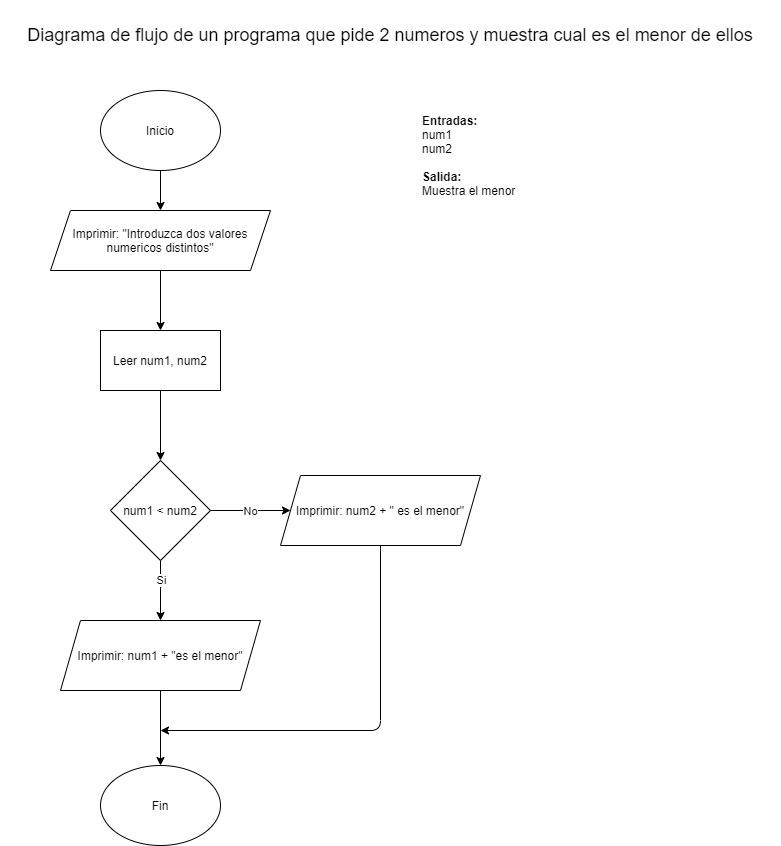 Diagrama de flujo de un programa que pide 2 numeros y muestra cual es el menor de ellos
Inicio
Entradas:
num1
num2
Salida:
Muestra el menor
Imprimir: "Introduzca dos valores
numericos distintos"
Leer num1, num2
num1 < num2
No
Imprimir: num2 + " es el menor"
Si
Imprimir: num1 + "es el menor"
Fin